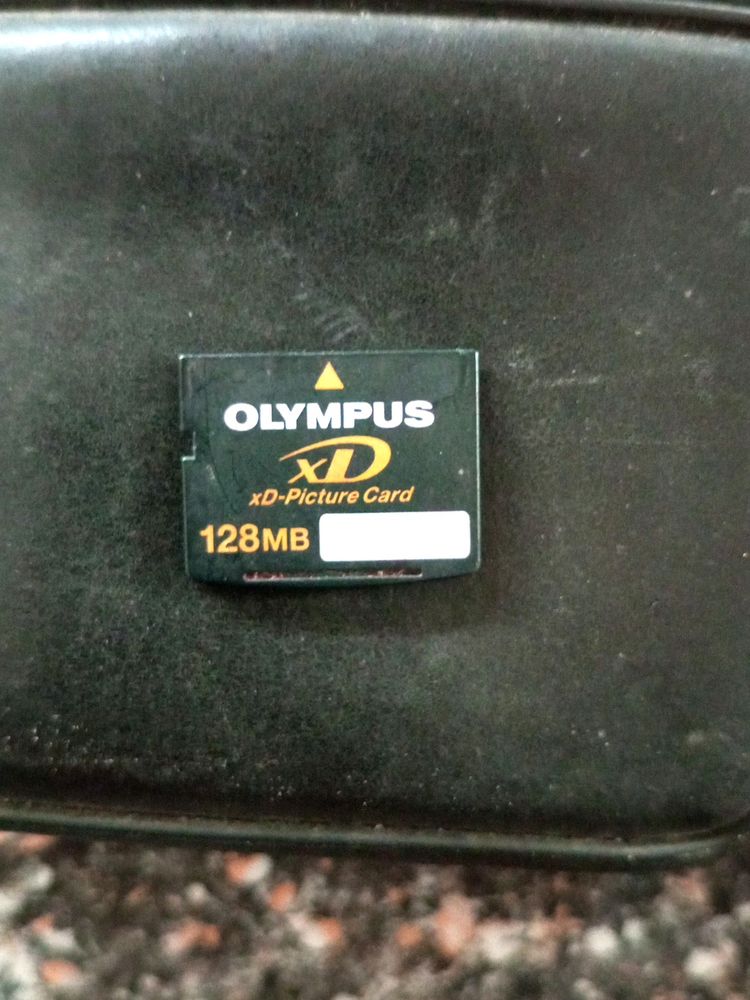 OLYMPUS
xD
xD-Picture Card
128MB